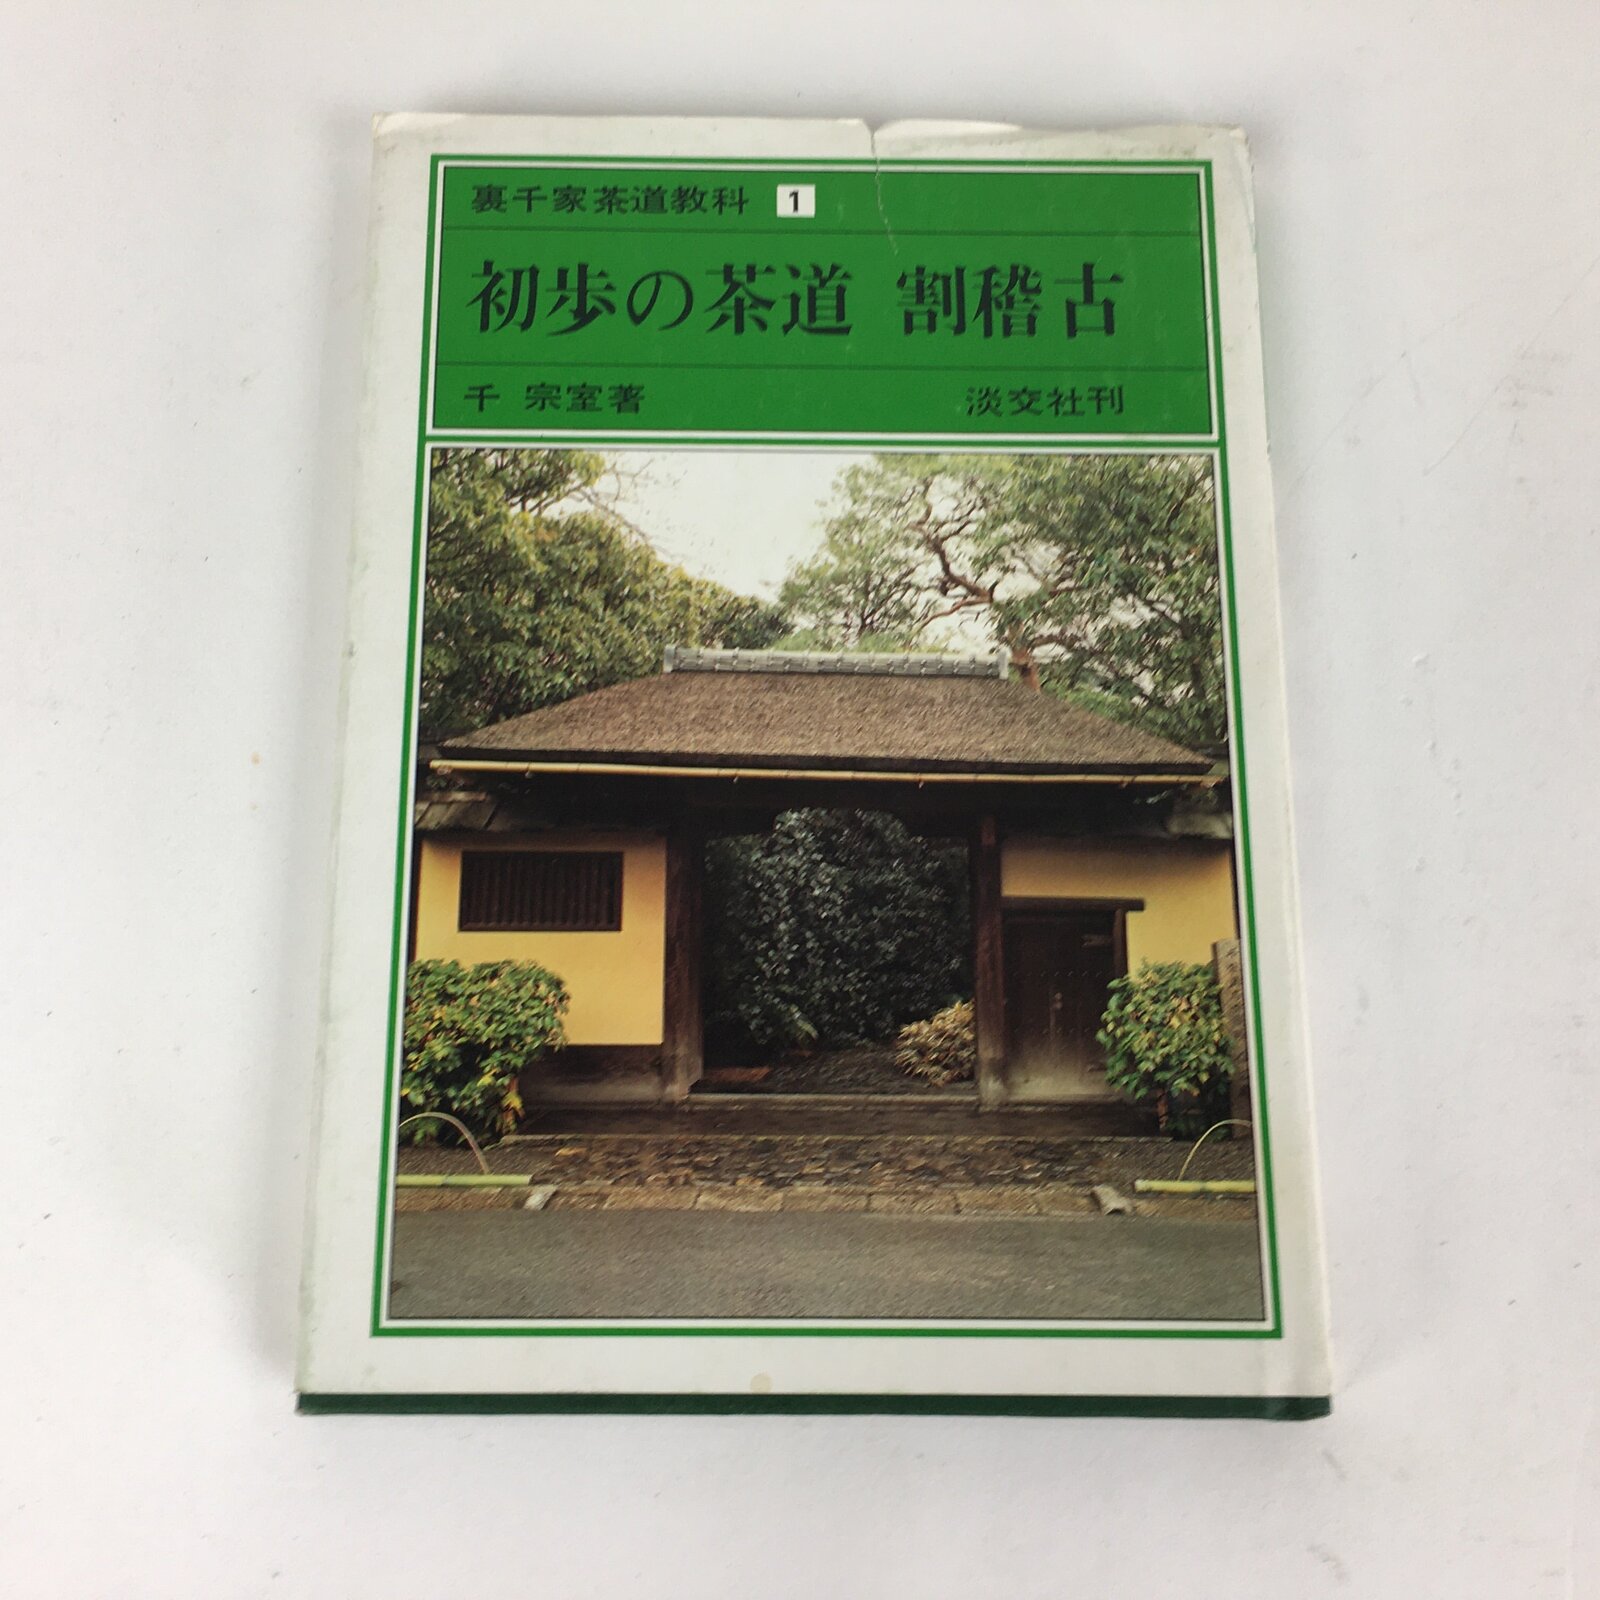 裏千家茶道教科 1
初歩の茶道 割稽古
千 宗室著 淡交社刊